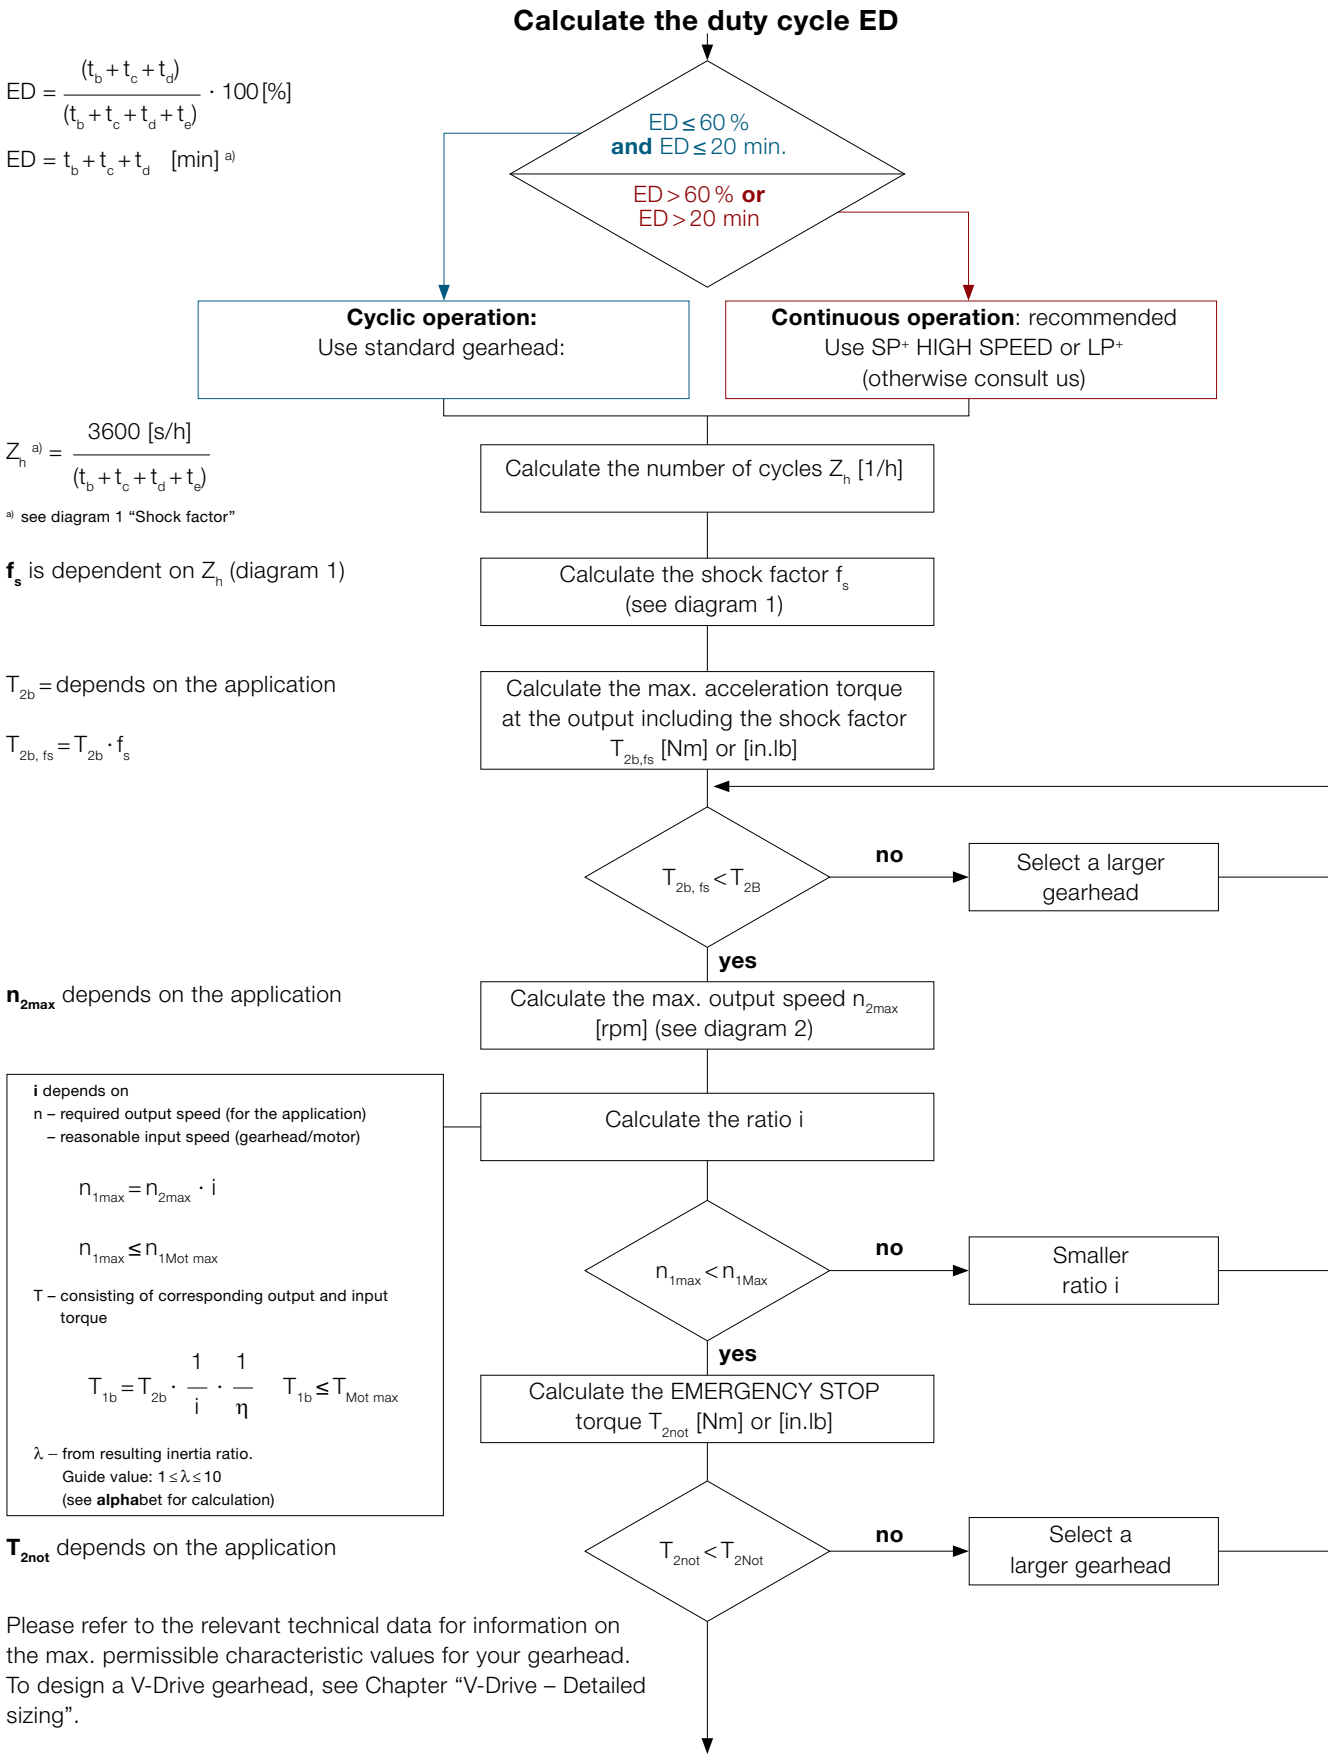 Calculate the duty cycle ED
ED = (t_b + t_c + t_d) / (t_b + t_c + t_d + t_e) · 100 [%]
ED = t_b + t_c + t_d [min] a)
ED ≤ 60 %
and ED ≤ 20 min.
ED > 60 % or
ED > 20 min
Cyclic operation:
Use standard gearhead:
Continuous operation: recommended
Use SP+ HIGH SPEED or LP+
(otherwise consult us)
Z_h a) = 3600 [s/h] / (t_b + t_c + t_d + t_e)
a) see diagram 1 “Shock factor”
Calculate the number of cycles Z_h [1/h]
f_s is dependent on Z_h (diagram 1)
Calculate the shock factor f_s
(see diagram 1)
T_2b = depends on the application
T_2b, fs = T_2b · f_s
Calculate the max. acceleration torque
at the output including the shock factor
T_2b,fs [Nm] or [in.lb]
T_2b, fs < T_2B
no
Select a larger
gearhead
yes
n_2max depends on the application
Calculate the max. output speed n_2max
[rpm] (see diagram 2)
i depends on
n – required output speed (for the application)
– reasonable input speed (gearhead/motor)
n_1max = n_2max · i
n_1max ≤ n_1Mot max
T – consisting of corresponding output and input
torque
T_1b = T_2b · 1/i · 1/η T_1b ≤ T_Mot max
λ – from resulting inertia ratio.
Guide value: 1 ≤ λ ≤ 10
(see alphabet for calculation)
Calculate the ratio i
n_1max < n_1Max
no
Smaller
ratio i
yes
Calculate the EMERGENCY STOP
torque T_2not [Nm] or [in.lb]
T_2not depends on the application
T_2not < T_2Not
no
Select a
larger gearhead
Please refer to the relevant technical data for information on
the max. permissible characteristic values for your gearhead.
To design a V-Drive gearhead, see Chapter “V-Drive – Detailed
sizing”.